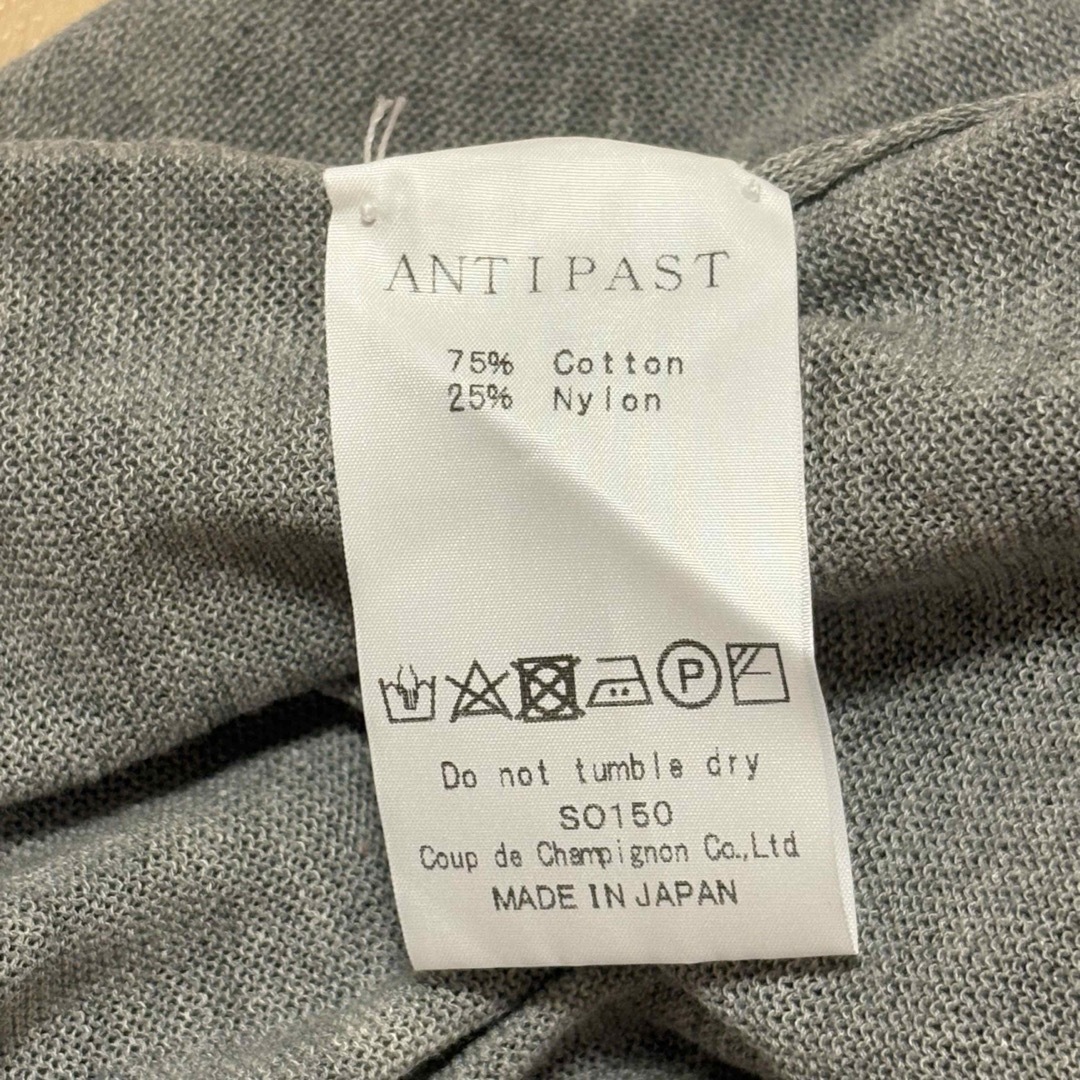 ANTIPAST
75% Cotton
25% Nylon
P
Do not tumble dry
SO150
Coup de Champignon Co.,Ltd
MADE IN JAPAN